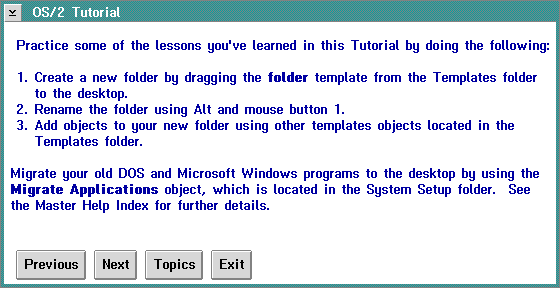 OS/2 Tutorial
Practice some of the lessons you've learned in this Tutorial by doing the following:
1. Create a new folder by dragging the folder template from the Templates folder
to the desktop.
2. Rename the folder using Alt and mouse button 1.
3. Add objects to your new folder using other templates objects located in the
Templates folder.
Migrate your old DOS and Microsoft Windows programs to the desktop by using the
Migrate Applications object, which is located in the System Setup folder. See
the Master Help Index for further details.
Previous Next Topics Exit